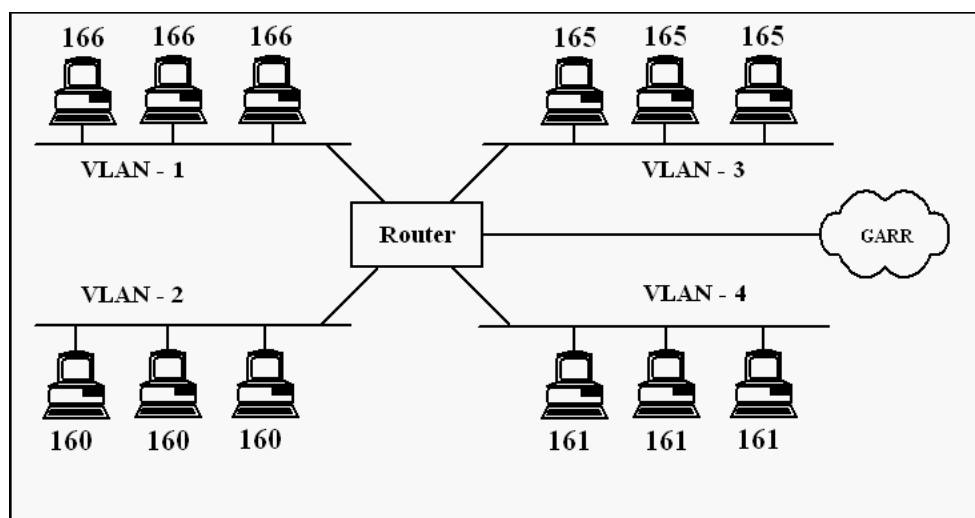 166 166 166
165 165 165
VLAN - 1
VLAN - 3
Router
GARR
VLAN - 2
VLAN - 4
160 160 160
161 161 161